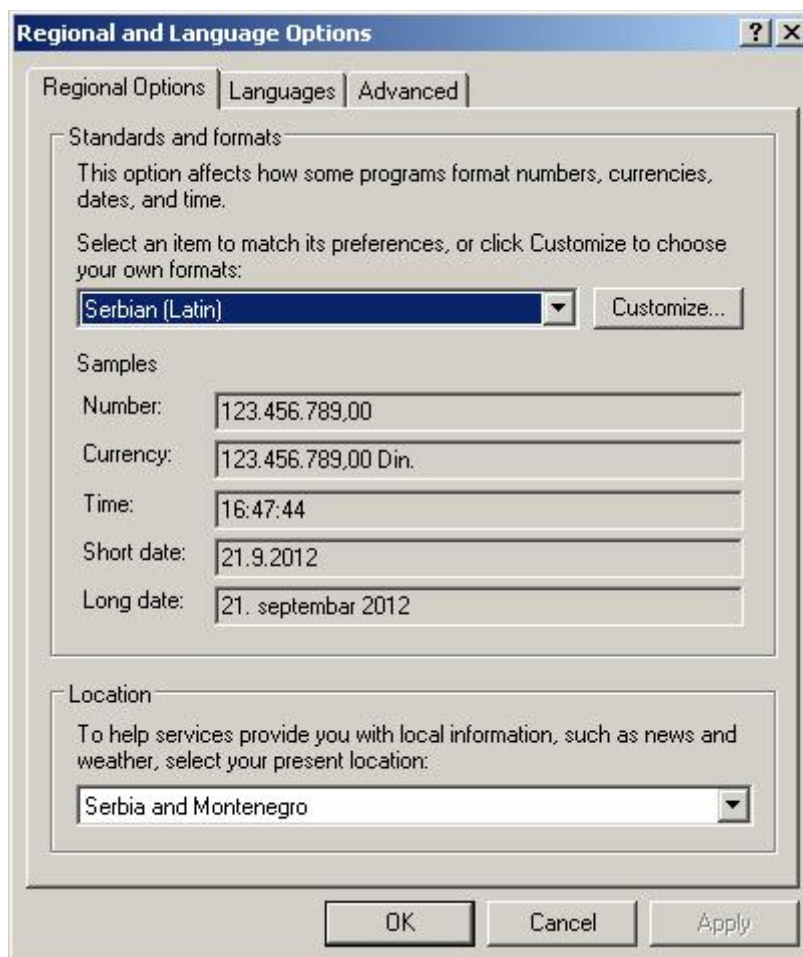 Regional and Language Options
Regional Options Languages Advanced
Standards and formats
This option affects how some programs format numbers, currencies,
dates, and time.
Select an item to match its preferences, or click Customize to choose
your own formats:
Serbian (Latin) Customize...
Samples
Number: 123.456.789,00
Currency: 123.456.789,00 Din.
Time: 16:47:44
Short date: 21.9.2012
Long date: 21. septembar 2012
Location
To help services provide you with local information, such as news and
weather, select your present location:
Serbia and Montenegro
OK Cancel Apply